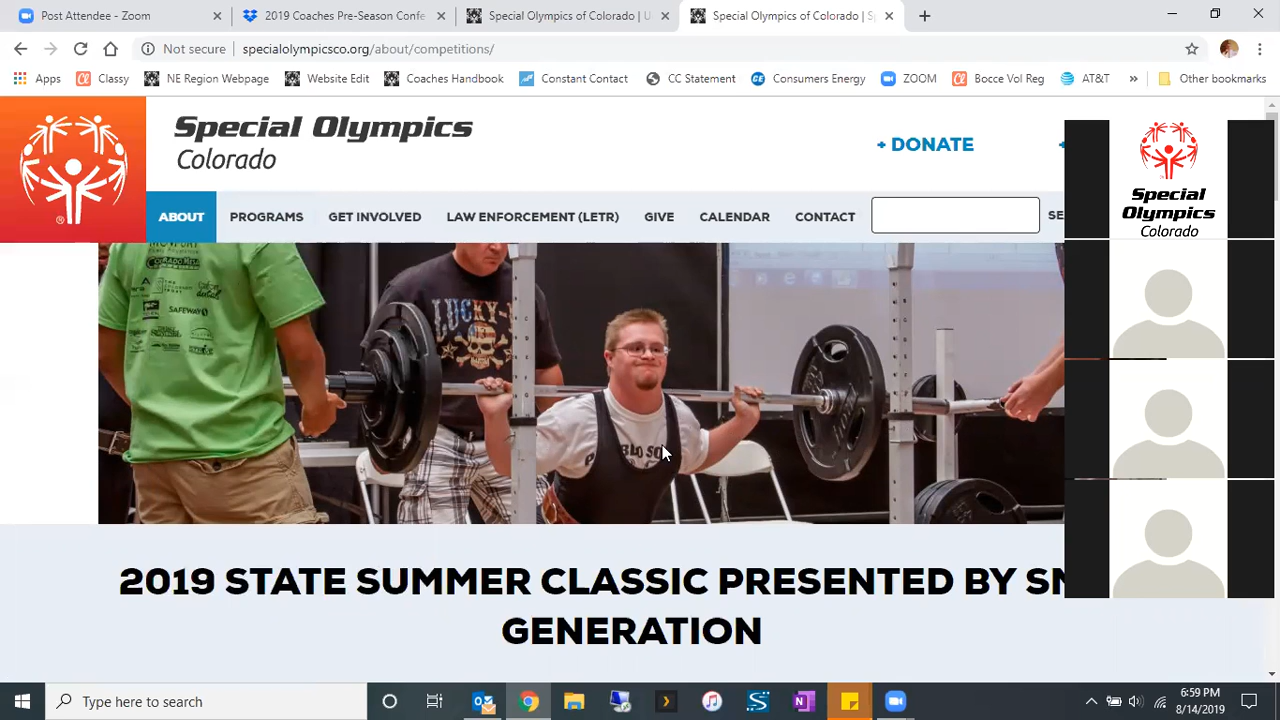 Post Attendee - Zoom
2019 Coaches Pre-Season Confe
Special Olympics of Colorado | U
Special Olympics of Colorado | S
Not secure | specialolympicsco.org/about/competitions/
Apps
Classy
NE Region Webpage
Website Edit
Coaches Handbook
Constant Contact
CC Statement
Consumers Energy
ZOOM
Bocce Vol Reg
AT&T
»
Other bookmarks
Special Olympics
Colorado
+ DONATE
+
ABOUT
PROGRAMS
GET INVOLVED
LAW ENFORCEMENT (LETR)
GIVE
CALENDAR
CONTACT
SE
Special
Olympics
Colorado
SAFEWAY
LUCKY-
2019 STATE SUMMER CLASSIC PRESENTED BY
GENERATION
Type here to search
6:59 PM
8/14/2019